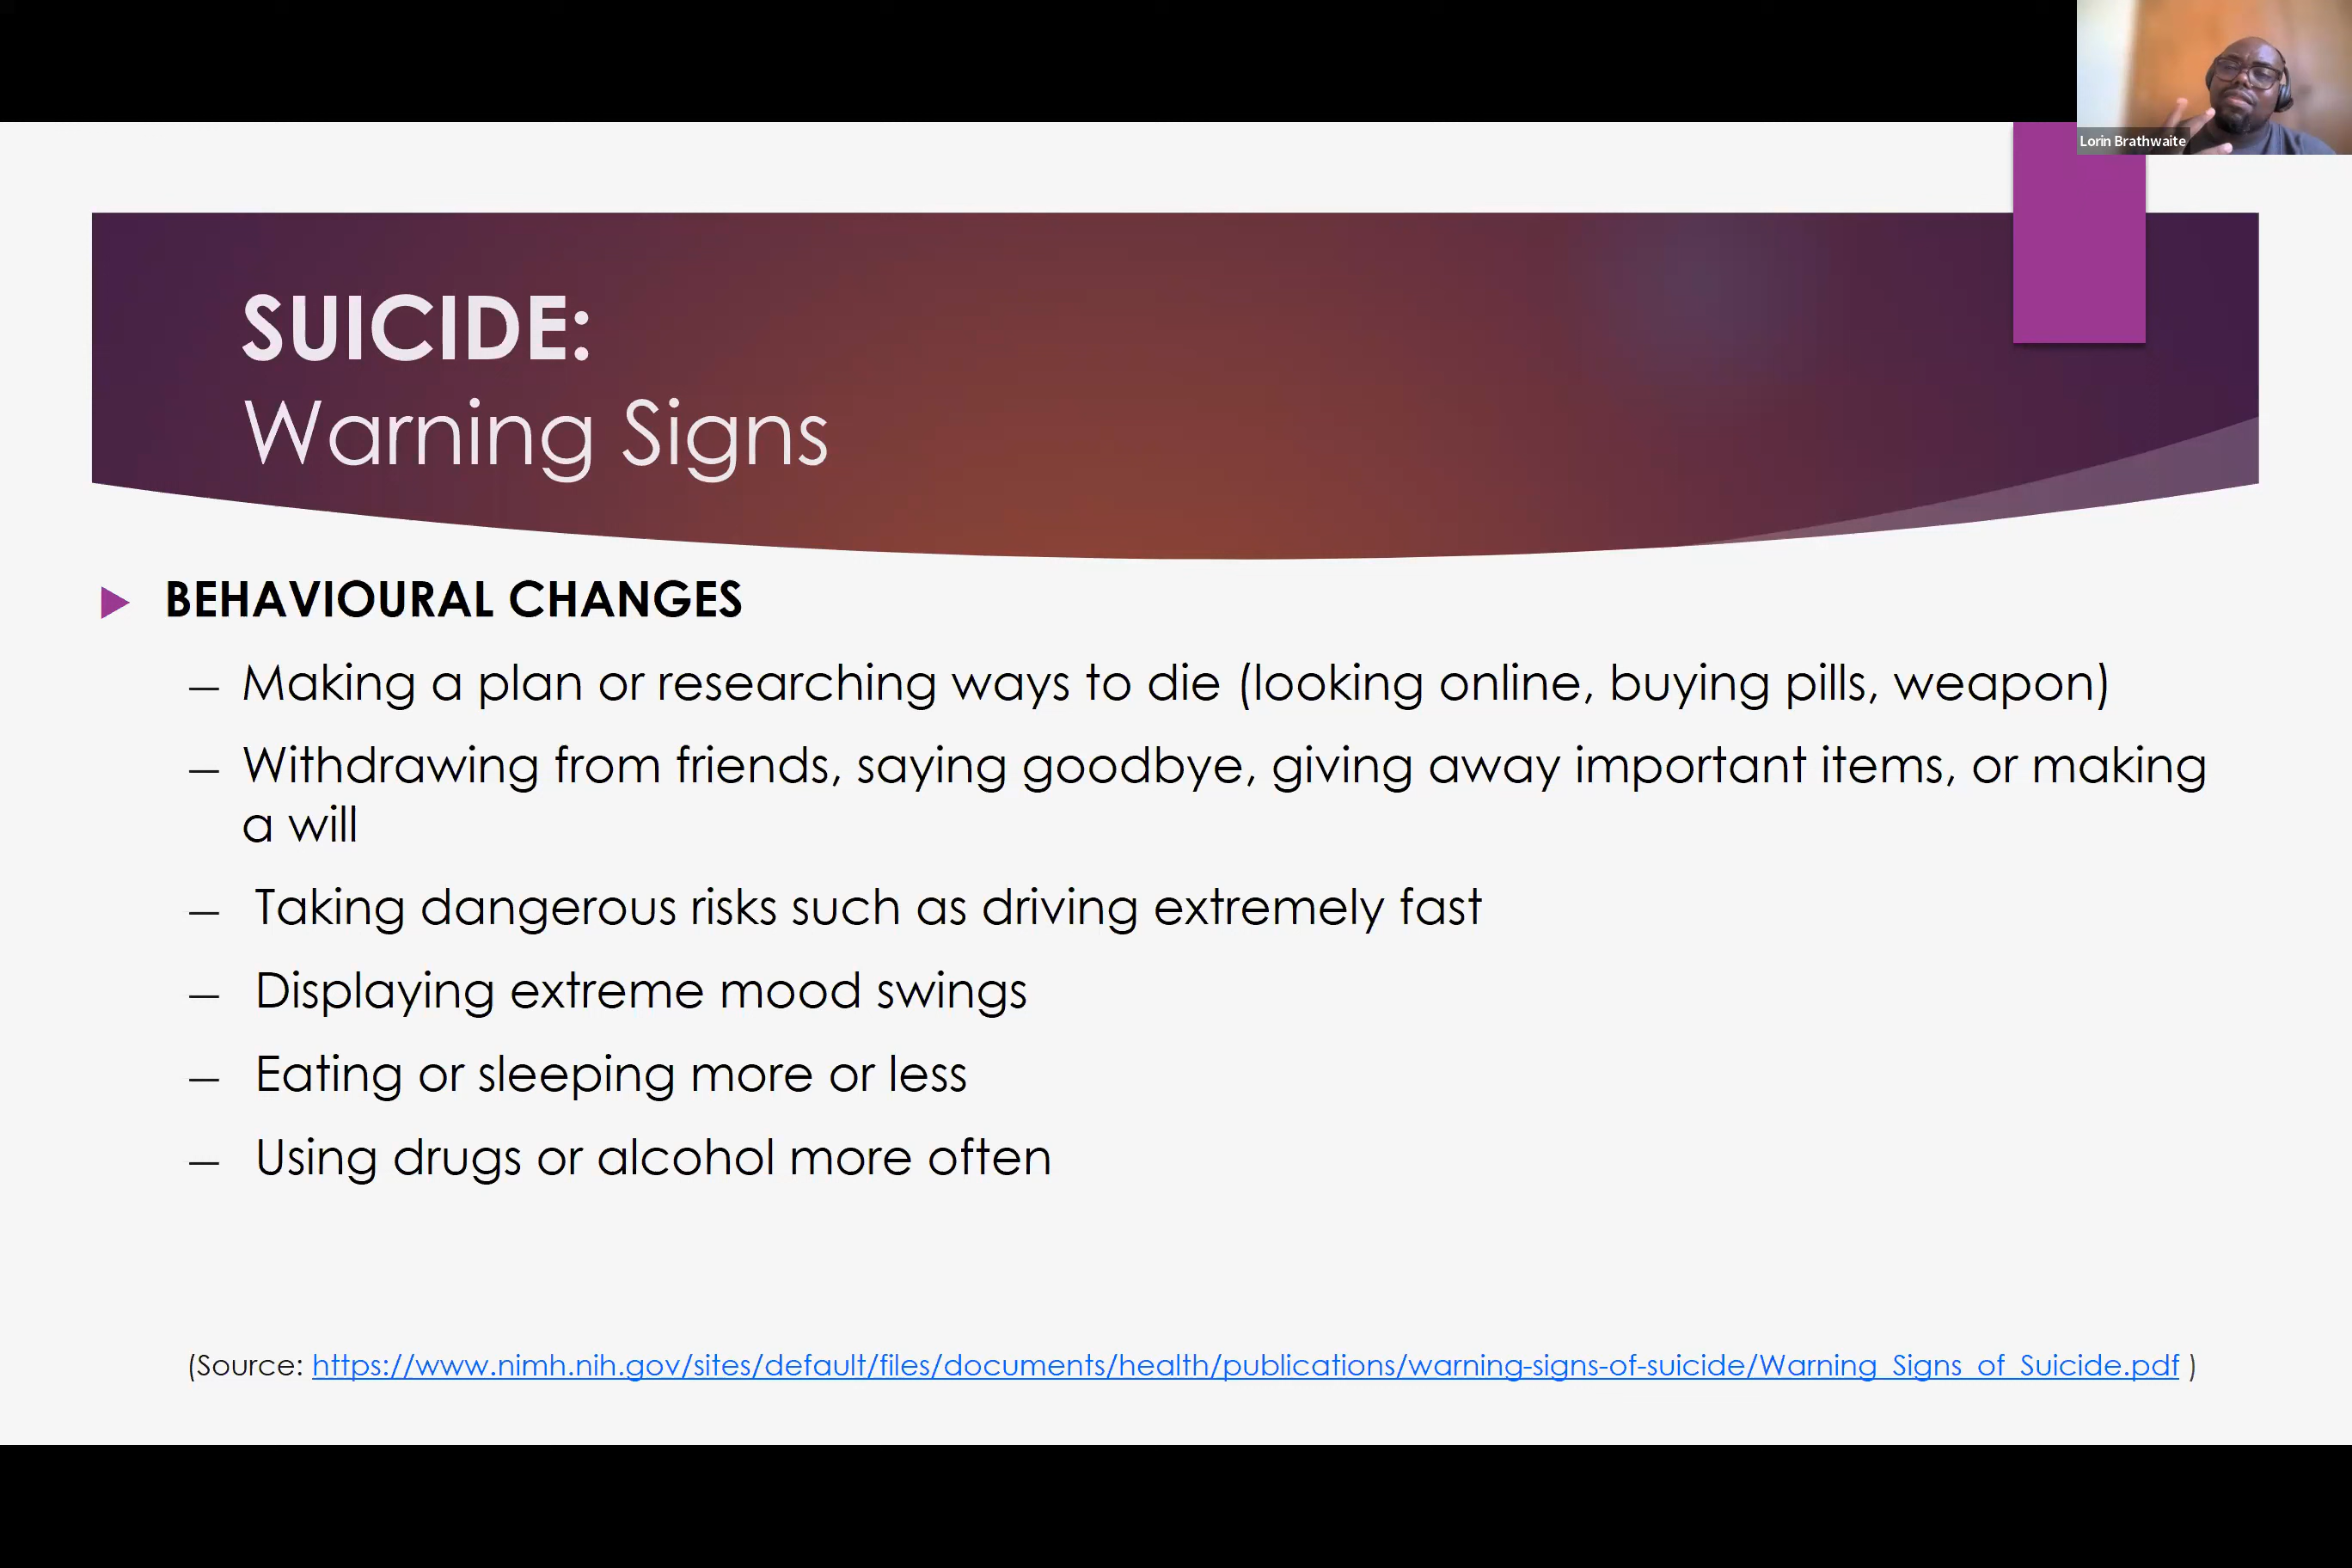 Lorin Brathwaite
SUICIDE:
Warning Signs
BEHAVIOURAL CHANGES
— Making a plan or researching ways to die (looking online, buying pills, weapon)
— Withdrawing from friends, saying goodbye, giving away important items, or making
a will
— Taking dangerous risks such as driving extremely fast
— Displaying extreme mood swings
— Eating or sleeping more or less
— Using drugs or alcohol more often
(Source: https://www.nimh.nih.gov/sites/default/files/documents/health/publications/warning-signs-of-suicide/Warning_Signs_of_Suicide.pdf )